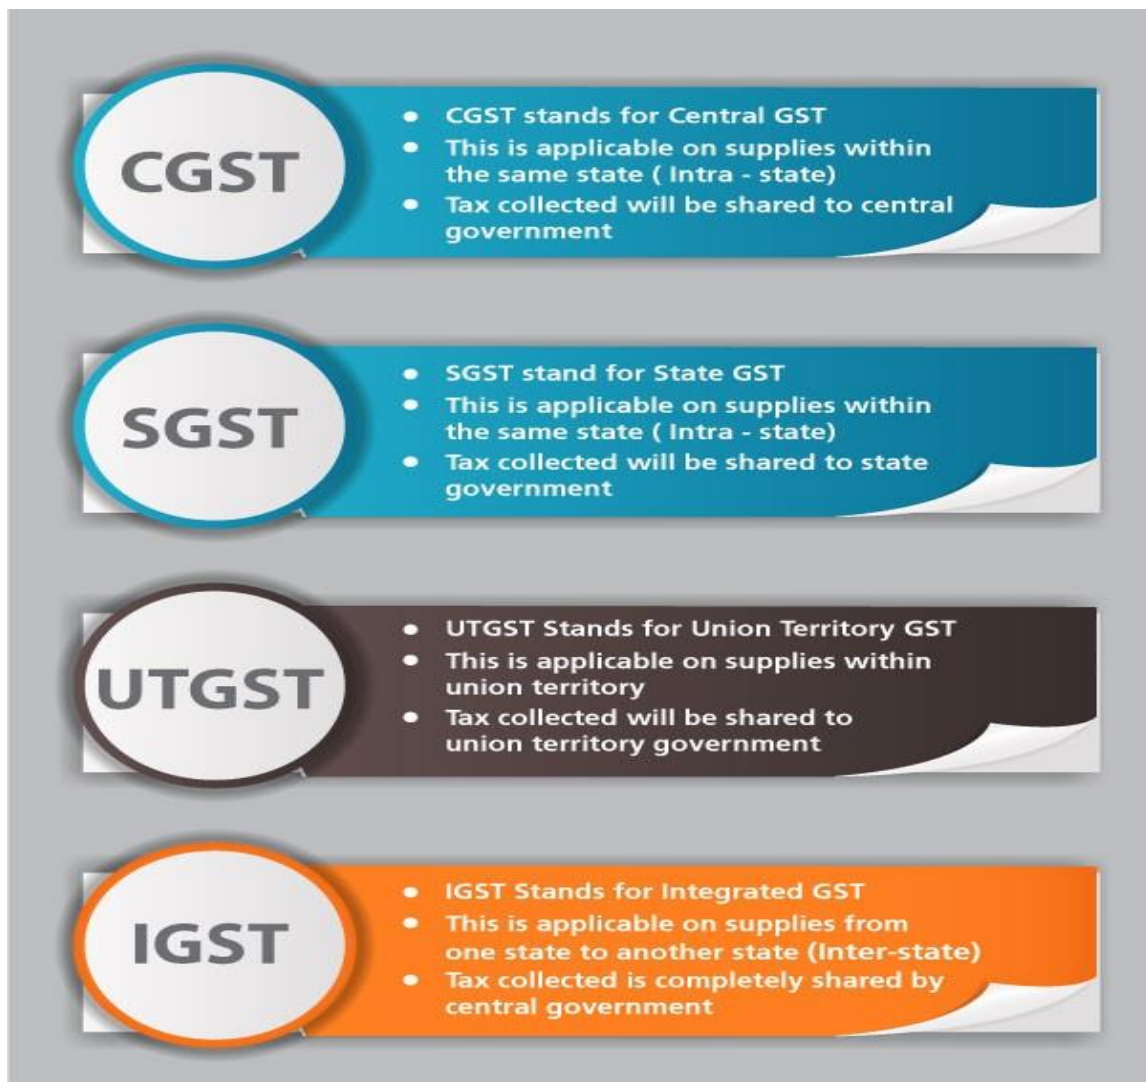 CGST
• CGST stands for Central GST
• This is applicable on supplies within
the same state ( Intra - state)
• Tax collected will be shared to central
government
SGST
• SGST stand for State GST
• This is applicable on supplies within
the same state ( Intra - state)
• Tax collected will be shared to state
government
UTGST
• UTGST Stands for Union Territory GST
• This is applicable on supplies within
union territory
• Tax collected will be shared to
union territory government
IGST
• IGST Stands for Integrated GST
• This is applicable on supplies from
one state to another state (Inter-state)
• Tax collected is completely shared by
central government